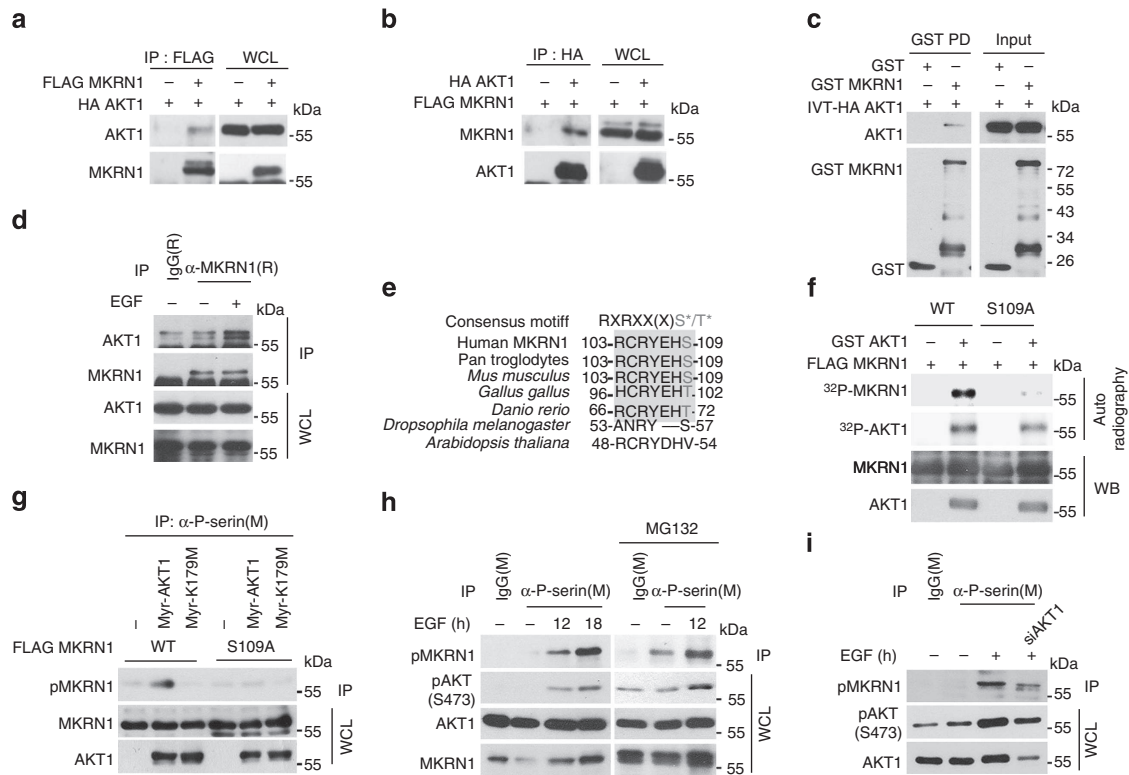 a
IP : FLAG WCL
FLAG MKRN1 – + – +
HA AKT1 + + + + kDa
AKT1 -55
MKRN1 -55
b
IP : HA WCL
HA AKT1 – + – +
FLAG MKRN1 + + + + kDa
MKRN1 -55
AKT1 -55
c
GST PD Input
GST + – + –
GST MKRN1 – + – +
IVT-HA AKT1 + + + + kDa
AKT1 - 55
GST MKRN1 - 72
- 55
- 43
- 34
GST - 26
d
IP IgG(R) α-MKRN1(R)
EGF – – + kDa
AKT1 -55 IP
MKRN1 -55
AKT1 -55 WCL
MKRN1 -55
e
Consensus motiff RXRXX(X)S*/T*
Human MKRN1 103-RCRYEHS-109
Pan troglodytes 103-RCRYEHS-109
Mus musculus 103-RCRYEHS-109
Gallus gallus 96-RCRYEHT-102
Danio rerio 66-RCRYEHT-72
Dropsophila melanogaster 53-ANRY —S-57
Arabidopsis thaliana 48-RCRYDHV-54
f
WT S109A
GST AKT1 – + – +
FLAG MKRN1 + + + + kDa
32P-MKRN1 -55 Auto radiography
32P-AKT1 -55
MKRN1 -55 WB
AKT1 -55
g
IP: α-P-serin(M)
– Myr-AKT1 Myr-K179M – Myr-AKT1 Myr-K179M
FLAG MKRN1 WT S109A
kDa
pMKRN1 - 55 IP
MKRN1 - 55 WCL
AKT1 - 55
h
MG132
IP IgG(M) α-P-serin(M) IgG(M) α-P-serin(M)
EGF (h) – – 12 18 – – 12 kDa
pMKRN1 - 55 IP
pAKT (S473) - 55 WCL
AKT1 - 55
MKRN1 - 55
i
IP IgG(M) α-P-serin(M)
siAKT1
EGF (h) – – + + kDa
pMKRN1 -55 IP
pAKT (S473) -55 WCL
AKT1 -55